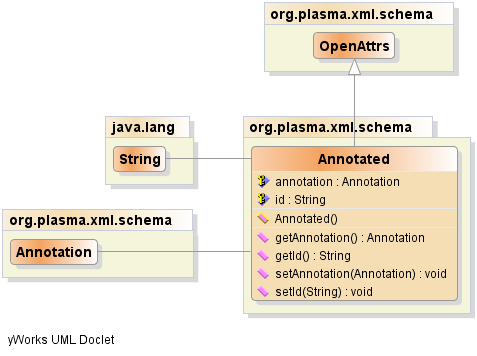 org.plasma.xml.schema
OpenAttrs
java.lang
String
org.plasma.xml.schema
Annotated
annotation : Annotation
id : String
Annotated()
getAnnotation() : Annotation
getId() : String
setAnnotation(Annotation) : void
setId(String) : void
org.plasma.xml.schema
Annotation
yWorks UML Doclet